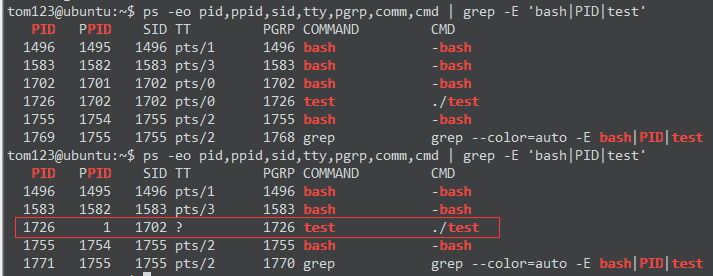 tom123@ubuntu:~$ ps -eo pid,ppid,sid,tty,pgrp,comm,cmd | grep -E 'bash|PID|test'
PID PPID SID TT PGRP COMMAND CMD
1496 1495 1496 pts/1 1496 bash -bash
1583 1582 1583 pts/3 1583 bash -bash
1702 1701 1702 pts/0 1702 bash -bash
1726 1702 1702 pts/0 1726 test ./test
1755 1754 1755 pts/2 1755 bash -bash
1769 1755 1755 pts/2 1768 grep grep --color=auto -E bash|PID|test
tom123@ubuntu:~$ ps -eo pid,ppid,sid,tty,pgrp,comm,cmd | grep -E 'bash|PID|test'
PID PPID SID TT PGRP COMMAND CMD
1496 1495 1496 pts/1 1496 bash -bash
1583 1582 1583 pts/3 1583 bash -bash
1726 1 1702 ? 1726 test ./test
1755 1754 1755 pts/2 1755 bash -bash
1771 1755 1755 pts/2 1770 grep grep --color=auto -E bash|PID|test